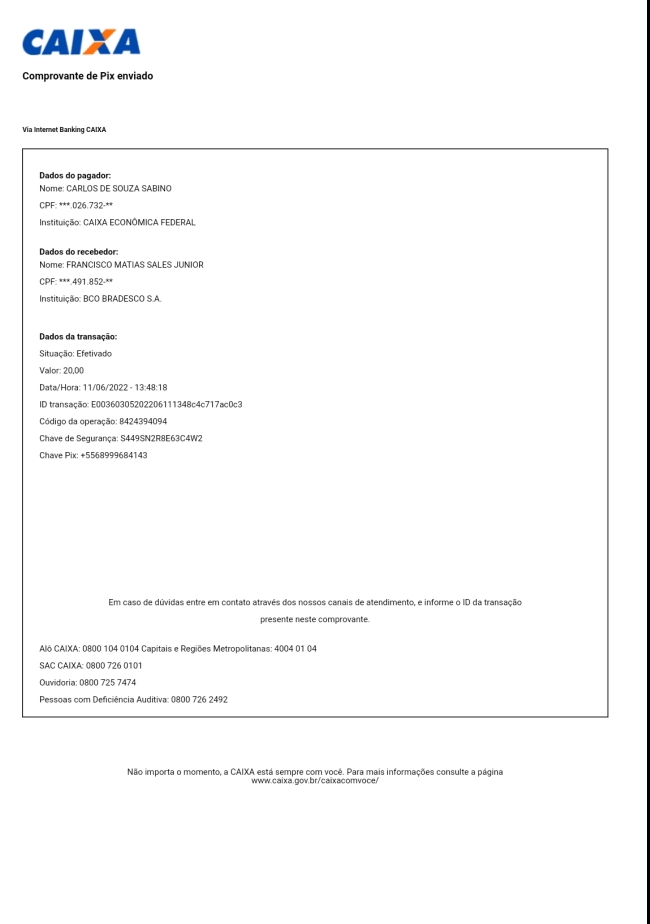 CAIXA
Comprovante de Pix enviado
Via Internet Banking CAIXA
Dados do pagador:
Nome: CARLOS DE SOUZA SABINO
CPF: ***.026.732-**
Instituição: CAIXA ECONÔMICA FEDERAL
Dados do recebedor:
Nome: FRANCISCO MATIAS SALES JUNIOR
CPF: ***.491.852-**
Instituição: BCO BRADESCO S.A.
Dados da transação:
Situação: Efetivado
Valor: 20,00
Data/Hora: 11/06/2022 - 13:48:18
ID transação: E00360305202206111348c4c717ac0c3
Código da operação: 8424394094
Chave de Segurança: S449SN2R8E63C4W2
Chave Pix: +5568999684143
Em caso de dúvidas entre em contato através dos nossos canais de atendimento, e informe o ID da transação
presente neste comprovante.
Alô CAIXA: 0800 104 0104 Capitais e Regiões Metropolitanas: 4004 01 04
SAC CAIXA: 0800 726 0101
Ouvidoria: 0800 725 7474
Pessoas com Deficiência Auditiva: 0800 726 2492
Não importa o momento, a CAIXA está sempre com você. Para mais informações consulte a página
www.caixa.gov.br/caixacomvoce/